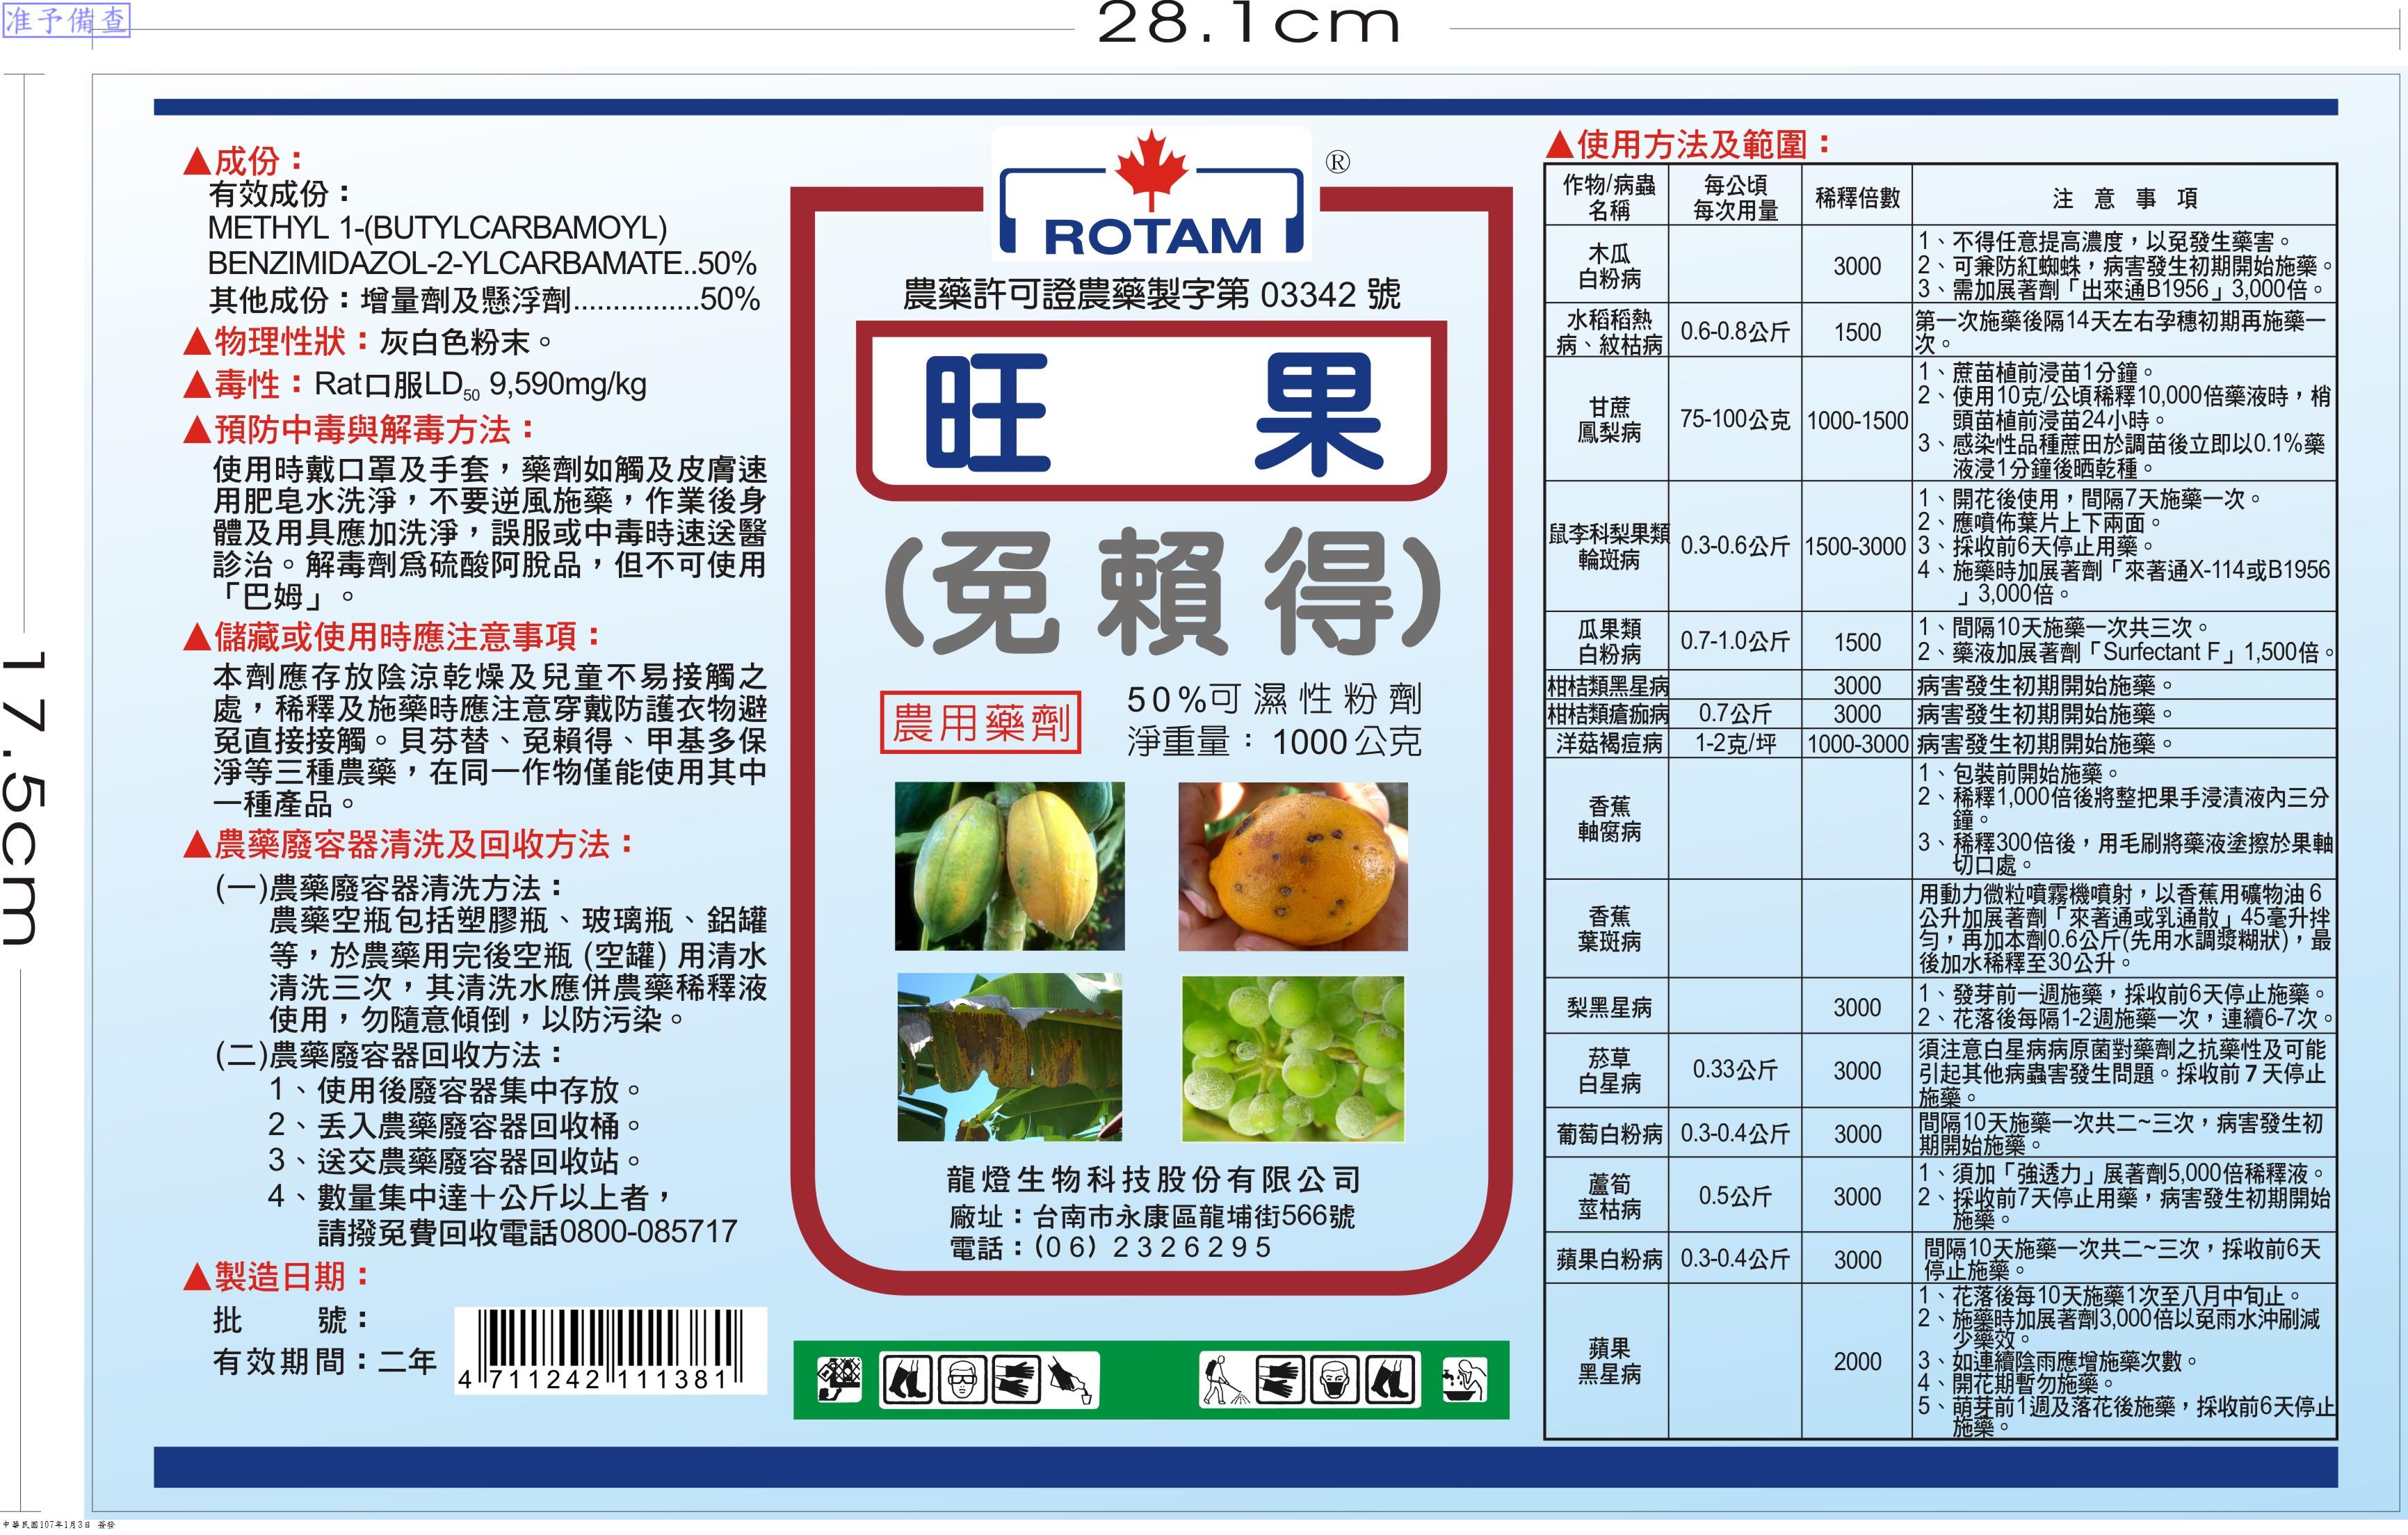 准予備查
28.1cm
17.5cm
▲成份：
有效成份：
METHYL 1-(BUTYLCARBAMOYL)
BENZIMIDAZOL-2-YLCARBAMATE..50%
其他成份：增量劑及懸浮劑................50%
▲物理性狀：灰白色粉末。
▲毒性：Rat口服LD50 9,590mg/kg
▲預防中毒與解毒方法：
使用時戴口罩及手套，藥劑如觸及皮膚速
用肥皂水洗淨，不要逆風施藥，作業後身
體及用具應加洗淨，誤服或中毒時速送醫
診治。解毒劑為硫酸阿脫品，但不可使用
「巴姆」。
▲儲藏或使用時應注意事項：
本劑應存放陰涼乾燥及兒童不易接觸之
處，稀釋及施藥時應注意穿戴防護衣物避
免直接接觸。貝芬替、免賴得、甲基多保
淨等三種農藥，在同一作物僅能使用其中
一種產品。
▲農藥廢容器清洗及回收方法：
(一)農藥廢容器清洗方法：
農藥空瓶包括塑膠瓶、玻璃瓶、鋁罐
等，於農藥用完後空瓶 (空罐) 用清水
清洗三次，其清洗水應併農藥稀釋液
使用，勿隨意傾倒，以防污染。
(二)農藥廢容器回收方法：
1、使用後廢容器集中存放。
2、丟入農藥廢容器回收桶。
3、送交農藥廢容器回收站。
4、數量集中達十公斤以上者，
請撥免費回收電話0800-085717
▲製造日期：
批　　號：
有效期間：二年
4 711242 111381
ROTAM ®
農藥許可證農藥製字第 03342 號
旺 果
(免賴得)
農用藥劑
50%可濕性粉劑
淨重量：1000公克
龍燈生物科技股份有限公司
廠址：台南市永康區龍埔街566號
電話：(06) 2326295
▲使用方法及範圍：
作物/病蟲 每公頃 稀釋倍數 注 意 事 項
名稱 每次用量
木瓜
白粉病
3000
1、不得任意提高濃度，以免發生藥害。
2、可兼防紅蜘蛛，病害發生初期開始施藥。
3、需加展著劑「出來通B1956」3,000倍。
水稻稻熱
病、紋枯病
0.6-0.8公斤
1500
第一次施藥後隔14天左右孕穗初期再施藥一
次。
甘蔗
鳳梨病
75-100公克
1000-1500
1、蔗苗植前浸苗1分鐘。
2、使用10克/公頃稀釋10,000倍藥液時，梢
頭苗植前浸苗24小時。
3、感染性品種蔗田於調苗後立即以0.1%藥
液浸1分鐘後晒乾種。
鼠李科梨果類
輪斑病
0.3-0.6公斤
1500-3000
1、開花後使用，間隔7天施藥一次。
2、應噴佈葉片上下兩面。
3、採收前6天停止用藥。
4、施藥時加展著劑「來著通X-114或B1956
」3,000倍。
瓜果類
白粉病
0.7-1.0公斤
1500
1、間隔10天施藥一次共三次。
2、藥液加展著劑「Surfectant F」1,500倍。
柑桔類黑星病 3000 病害發生初期開始施藥。
柑桔類瘡痂病 0.7公斤 3000 病害發生初期開始施藥。
洋菇褐痘病 1-2克/坪 1000-3000 病害發生初期開始施藥。
香蕉
軸腐病
1、包裝前開始施藥。
2、稀釋1,000倍後將整把果手浸漬液內三分
鐘。
3、稀釋300倍後，用毛刷將藥液塗擦於果軸
切口處。
香蕉
葉斑病
用動力微粒噴霧機噴射，以香蕉用礦物油 6
公升加展著劑「來著通或乳通散」45毫升拌
勻，再加本劑0.6公斤(先用水調漿糊狀)，最
後加水稀釋至30公升。
梨黑星病
3000
1、發芽前一週施藥，採收前6天停止施藥。
2、花落後每隔1-2週施藥一次，連續6-7次。
菸草
白星病
0.33公斤
3000
須注意白星病病原菌對藥劑之抗藥性及可能
引起其他病蟲害發生問題。採收前 7 天停止
施藥。
葡萄白粉病 0.3-0.4公斤 3000
間隔10天施藥一次共二~三次，病害發生初
期開始施藥。
蘆筍
莖枯病
0.5公斤
3000
1、須加「強透力」展著劑5,000倍稀釋液。
2、採收前7天停止用藥，病害發生初期開始
施藥。
蘋果白粉病 0.3-0.4公斤 3000
間隔10天施藥一次共二~三次，採收前6天
停止施藥。
蘋果
黑星病
2000
1、花落後每10天施藥1次至八月中旬止。
2、施藥時加展著劑3,000倍以免雨水沖刷減
少藥效。
3、如連續陰雨應增施藥次數。
4、開花期暫勿施藥。
5、萌芽前1週及落花後施藥，採收前6天停止
施藥。
中華民國107年1月3日 簽發